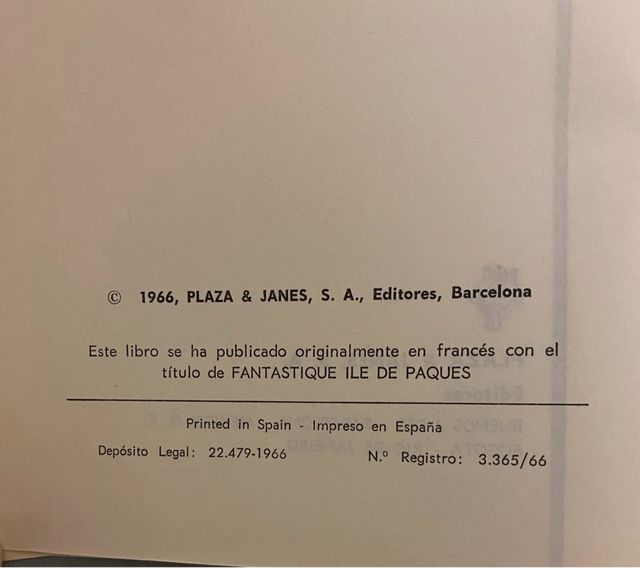 © 1966, PLAZA & JANES, S. A., Editores, Barcelona
Este libro se ha publicado originalmente en francés con el
título de FANTASTIQUE ILE DE PAQUES
Printed in Spain - Impreso en España
Depósito Legal: 22.479-1966 N.º Registro: 3.365/66